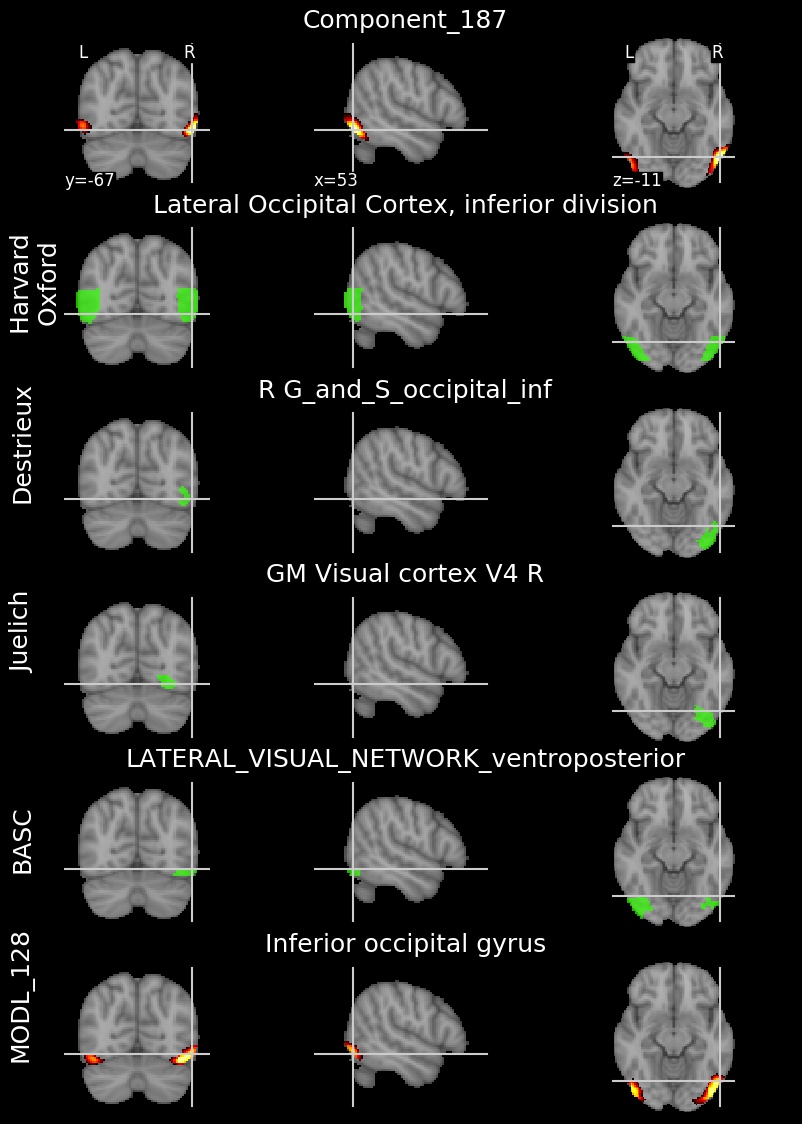 Component_187
L R L R
y=-67 x=53 z=-11
Lateral Occipital Cortex, inferior division
Harvard
Oxford
R G_and_S_occipital_inf
Destrieux
GM Visual cortex V4 R
Juelich
LATERAL_VISUAL_NETWORK_ventroposterior
BASC
Inferior occipital gyrus
MODL_128